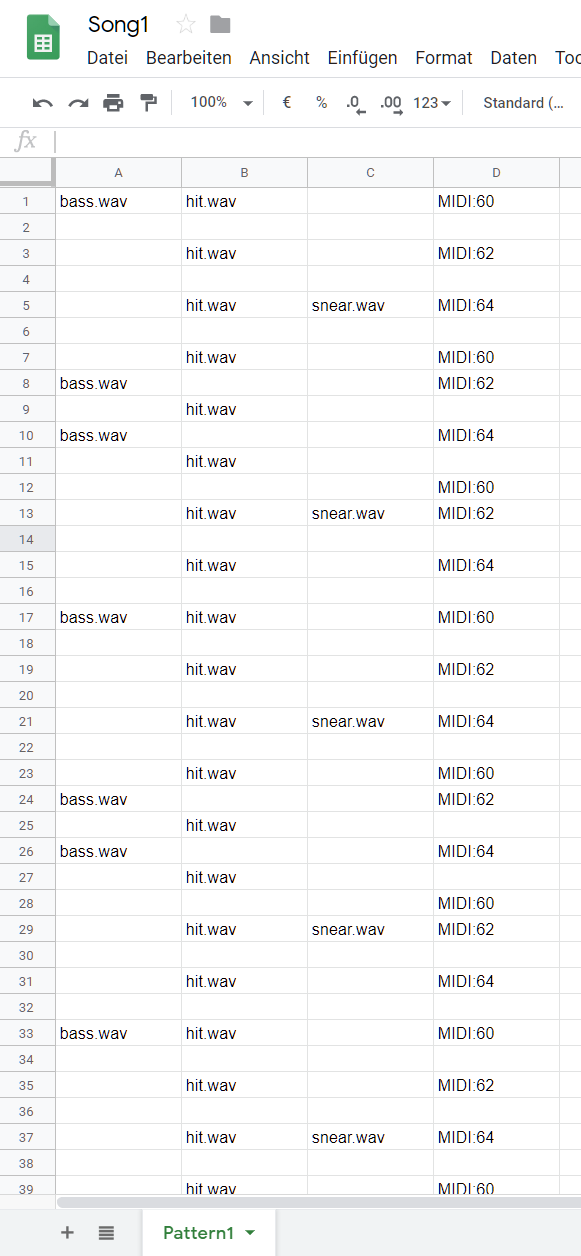 Song1
Datei Bearbeiten Ansicht Einfügen Format Daten Too
100% € % .0 .00 123 Standard (...
fx
A B C D
1 bass.wav hit.wav MIDI:60
2
3 hit.wav MIDI:62
4
5 hit.wav snear.wav MIDI:64
6
7 hit.wav MIDI:60
8 bass.wav MIDI:62
9 hit.wav
10 bass.wav MIDI:64
11 hit.wav
12 MIDI:60
13 hit.wav snear.wav MIDI:62
14
15 hit.wav MIDI:64
16
17 bass.wav hit.wav MIDI:60
18
19 hit.wav MIDI:62
20
21 hit.wav snear.wav MIDI:64
22
23 hit.wav MIDI:60
24 bass.wav MIDI:62
25 hit.wav
26 bass.wav MIDI:64
27 hit.wav
28 MIDI:60
29 hit.wav snear.wav MIDI:62
30
31 hit.wav MIDI:64
32
33 bass.wav hit.wav MIDI:60
34
35 hit.wav MIDI:62
36
37 hit.wav snear.wav MIDI:64
38
39 hit.wav MIDI:60
+ Pattern1